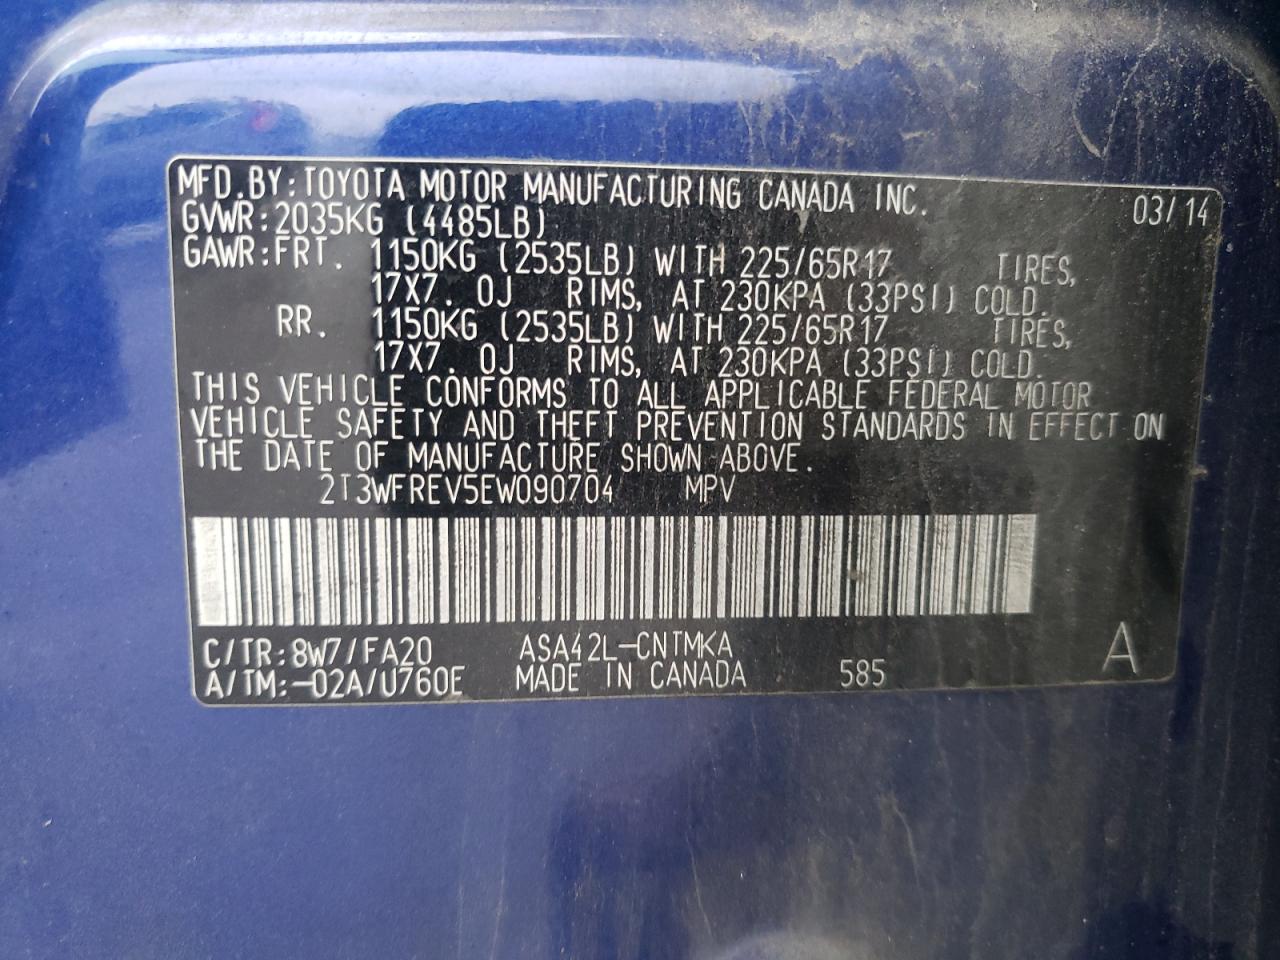 MFD.BY:TOYOTA MOTOR MANUFACTURING CANADA INC. 03/14
GVWR:2035KG (4485LB)
GAWR:FRT. 1150KG (2535LB) WITH 225/65R17 TIRES,
17X7.0J RIMS, AT 230KPA (33PSI) COLD.
RR. 1150KG (2535LB) WITH 225/65R17 TIRES,
17X7.0J RIMS, AT 230KPA (33PSI) COLD.
THIS VEHICLE CONFORMS TO ALL APPLICABLE FEDERAL MOTOR
VEHICLE SAFETY AND THEFT PREVENTION STANDARDS IN EFFECT ON
THE DATE OF MANUFACTURE SHOWN ABOVE.
2T3WFREV5EW090704 MPV
C/TR:8W7/FA20 ASA42L-CNTMKA A
A/TM:-02A/U760E MADE IN CANADA 585